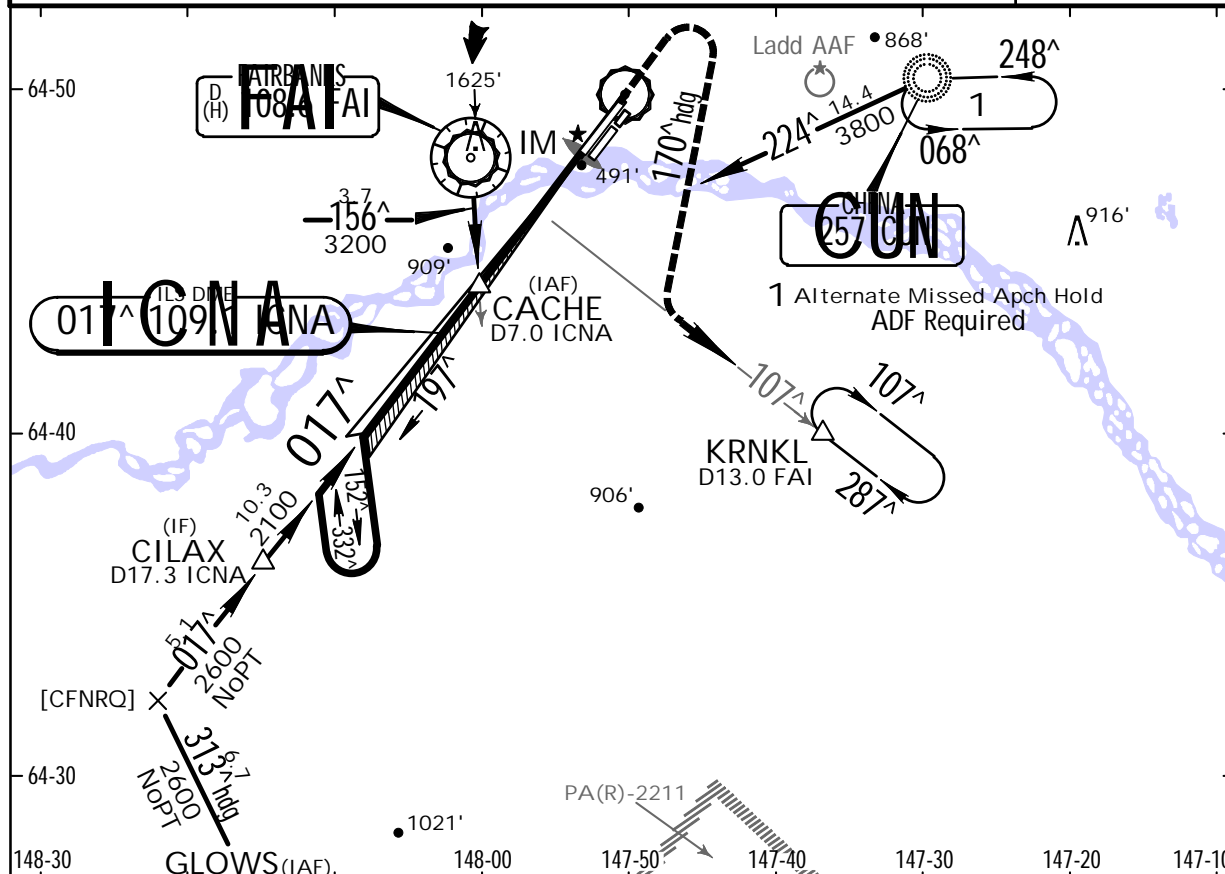 64-50
64-40
64-30
148-30
148-00
147-50
147-40
147-30
147-20
147-10
FAIRBANKS
D
(H)
108.
FAI
FAI
1625'
IM
491'
Ladd AAF
868'
248^
1
068^
14.4
224^
3800
170^hdg
CHENA
257 CUN
CUN
916'
1 Alternate Missed Apch Hold
ADF Required
3.7
156^
3200
909'
(IAF)
CACHE
D7.0 ICNA
ILS DME
017^ 109. ICNA
ICNA
017^
197^
152^
332^
107^
107^
287^
KRNKL
D13.0 FAI
906'
10.3
2100
(IF)
CILAX
D17.3 ICNA
5.1
017^
2600
NoPT
[CFNRQ]
6.7
313^hdg
2600
NoPT
GLOWS(IAF)
1021'
PA(R)-2211